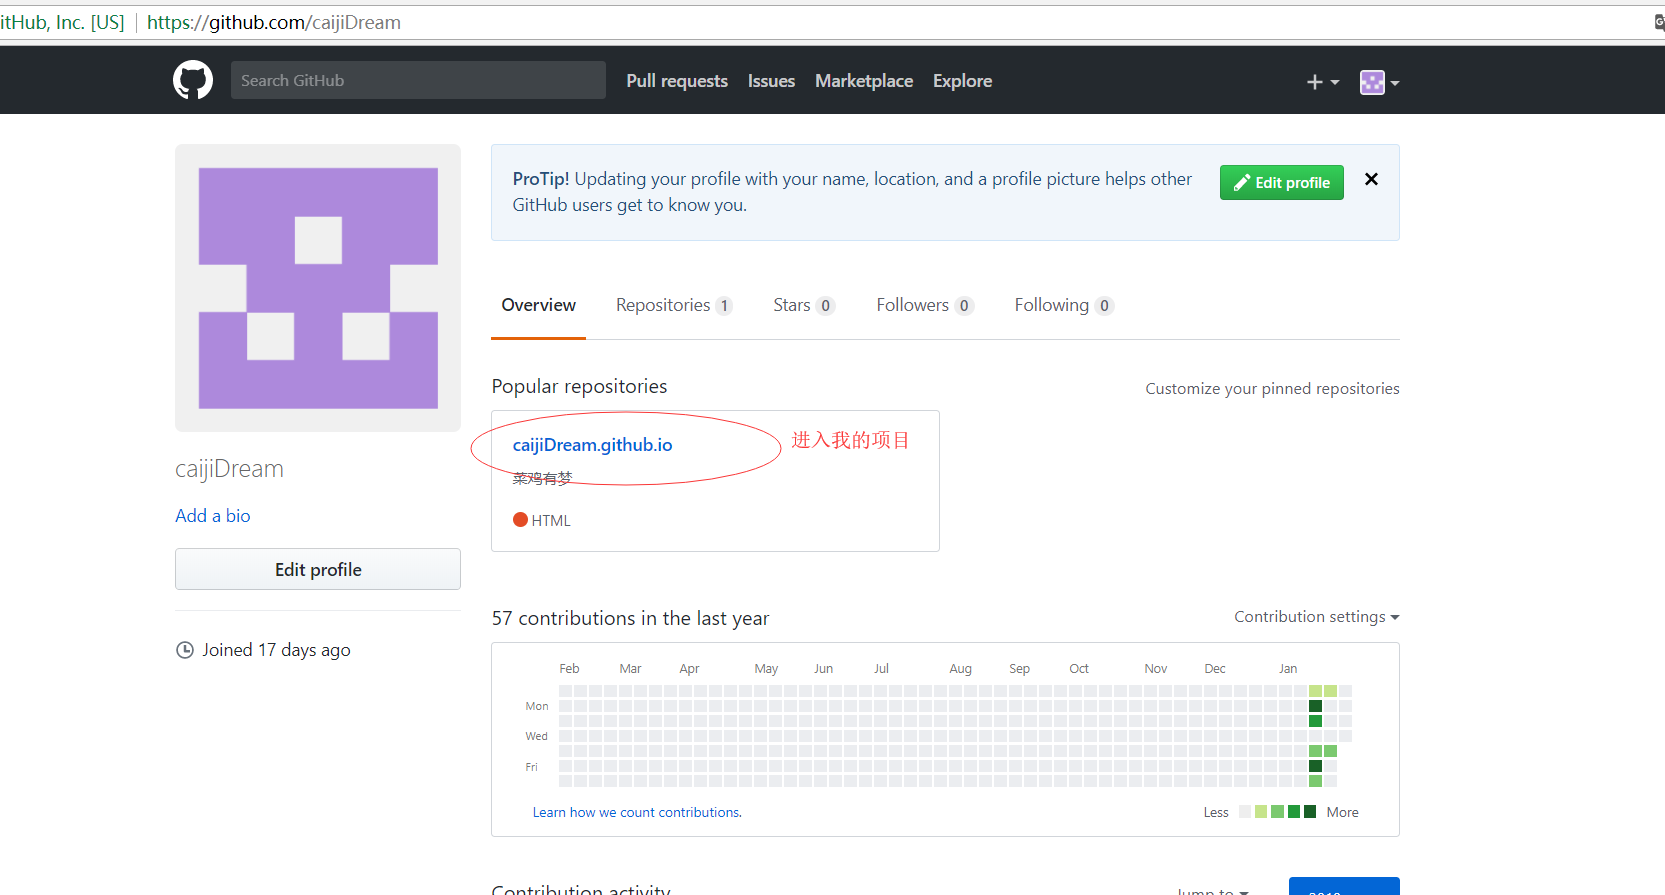 itHub, Inc. [US] https://github.com/caijiDream
Search GitHub Pull requests Issues Marketplace Explore
ProTip! Updating your profile with your name, location, and a profile picture helps other
GitHub users get to know you.
Edit profile
Overview Repositories 1 Stars 0 Followers 0 Following 0
Popular repositories
Customize your pinned repositories
caijiDream.github.io
进入我的项目
菜鸡有梦
HTML
caijiDream
Add a bio
Edit profile
Joined 17 days ago
57 contributions in the last year
Contribution settings
Feb Mar Apr May Jun Jul Aug Sep Oct Nov Dec Jan
Mon
Wed
Fri
Learn how we count contributions.
Less More
Contribution activity
Jump to